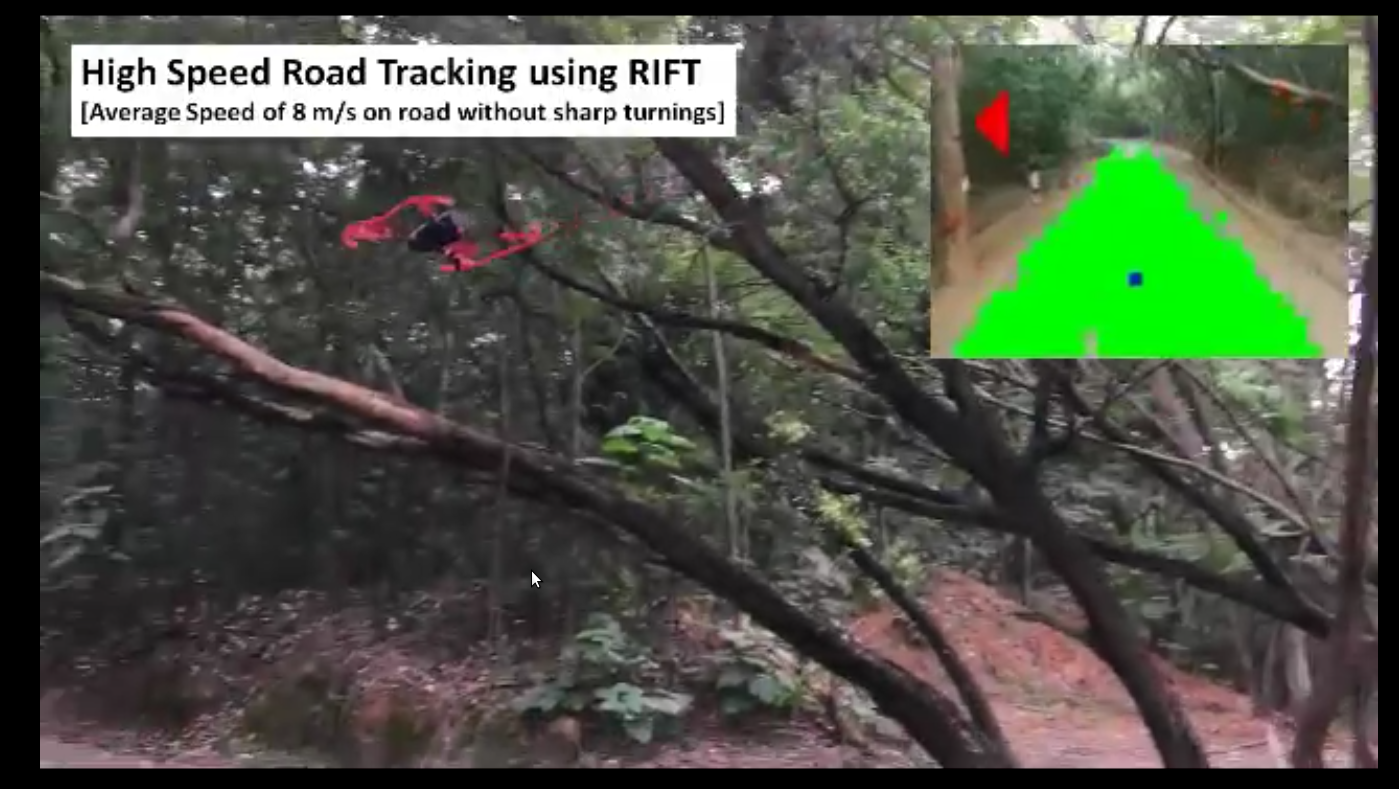 High Speed Road Tracking using RIFT
[Average Speed of 8 m/s on road without sharp turnings]